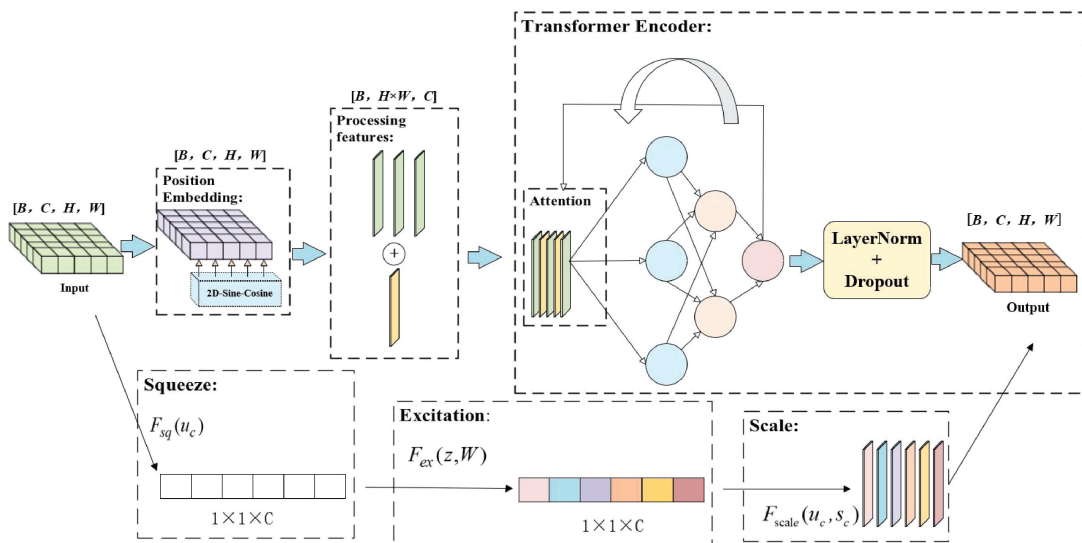 Transformer Encoder:
[B, H×W, C]
Processing
features:
[B, C, H, W]
Position
Embedding:
[B, C, H, W]
Attention
[B, C, H, W]
LayerNorm
+
Dropout
+
2D-Sine-Cosine
Input
Output
Squeeze:
F_sq(u_c)
1×1×C
Excitation:
F_ex(z,W)
1×1×C
Scale:
F_scale(u_c,s_c)